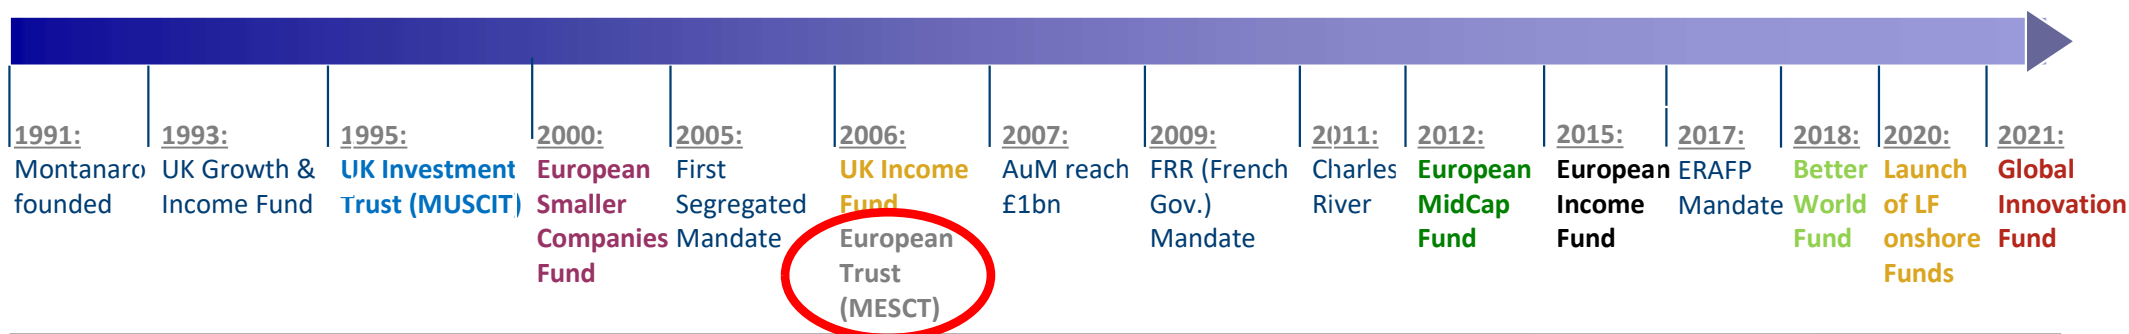 1991:
Montanaro
founded
1993:
UK Growth &
Income Fund
1995:
UK Investment
Trust (MUSCIT)
2000:
European
Smaller
Companies
Fund
2005:
First
Segregated
Mandate
2006:
UK Income
Fund
European
Trust
(MESCT)
2007:
AuM reach
£1bn
2009:
FRR (French
Gov.)
Mandate
2011:
Charles
River
2012:
European
MidCap
Fund
2015:
European
Income
Fund
2017:
ERAFP
Mandate
2018:
Better
World
Fund
2020:
Launch
of LF
onshore
Funds
2021:
Global
Innovation
Fund